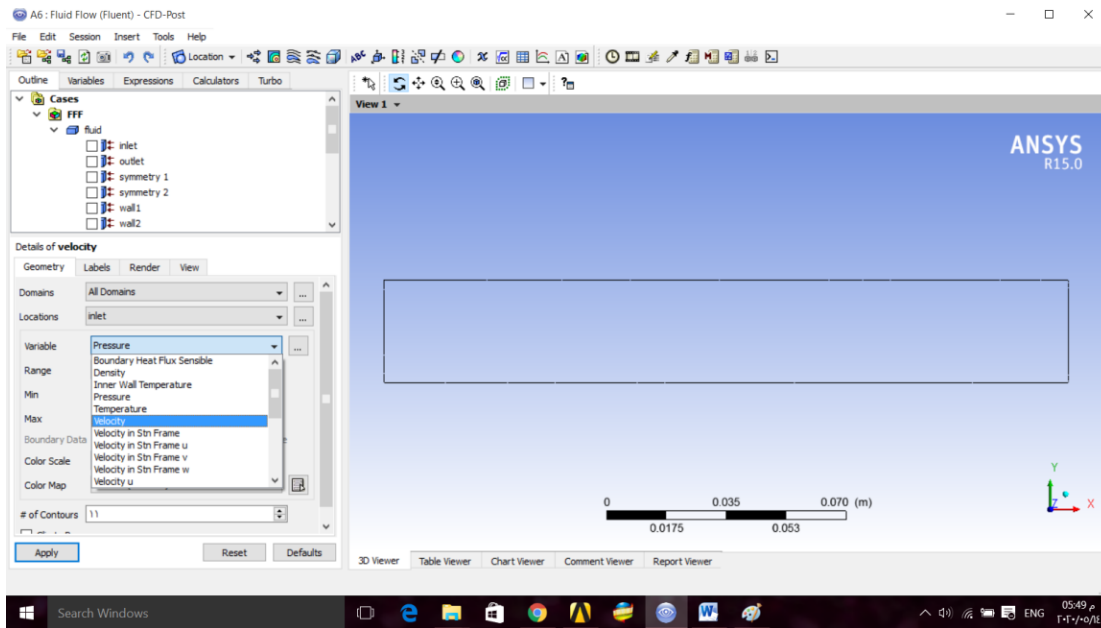 A6 : Fluid Flow (Fluent) - CFD-Post
File Edit Session Insert Tools Help
Location
Outline Variables Expressions Calculators Turbo
Cases
FFF
fluid
inlet
outlet
symmetry 1
symmetry 2
wall1
wall2
Details of velocity
Geometry Labels Render View
Domains All Domains ...
Locations inlet ...
Variable Pressure ...
Boundary Heat Flux Sensible
Range
Density
Inner Wall Temperature
Min
Pressure
Temperature
Max
Velocity
Velocity in Stn Frame
Boundary Data
Velocity in Stn Frame u
Velocity in Stn Frame v
Color Scale
Velocity in Stn Frame w
Color Map
Velocity u
# of Contours ١١
Apply Reset Defaults
View 1
ANSYS
R15.0
Y
Z X
0 0.035 0.070 (m)
0.0175 0.053
3D Viewer Table Viewer Chart Viewer Comment Viewer Report Viewer
Search Windows
ENG
05:49 م
٢٠٢٠/٠٥/١٤